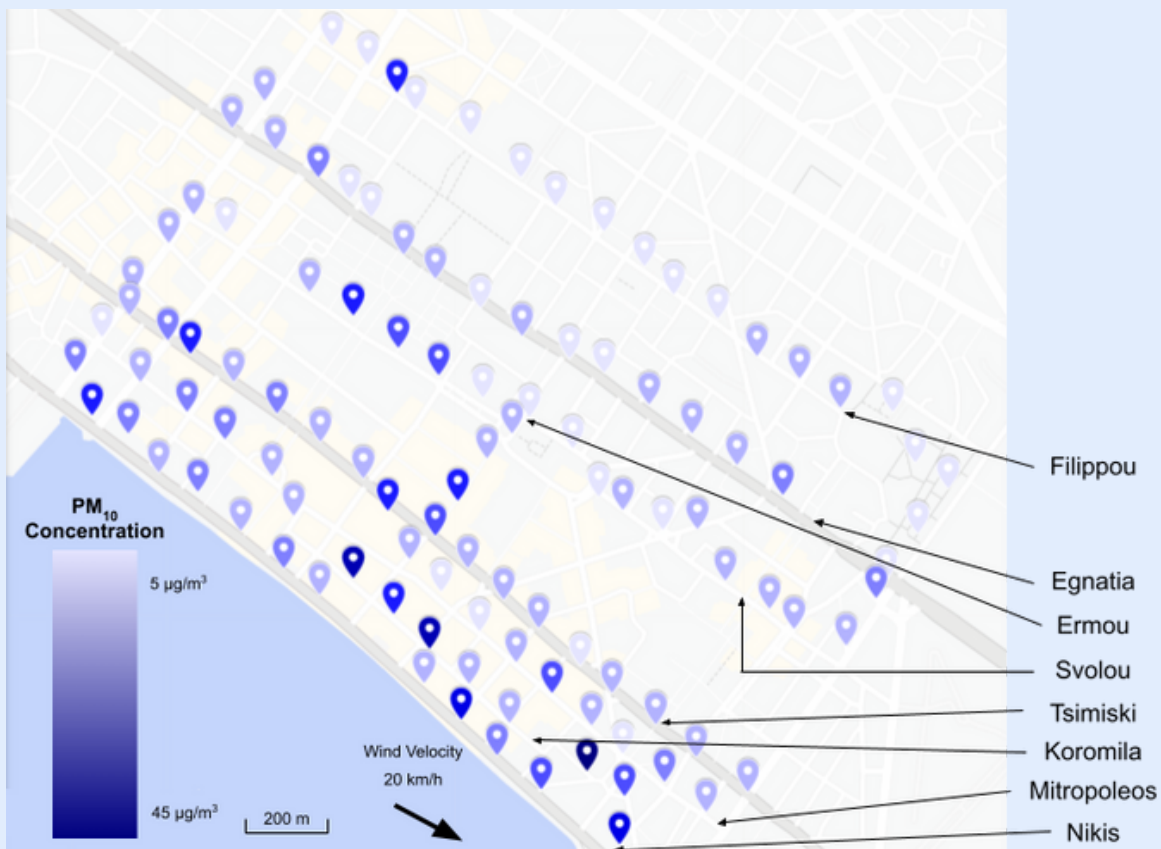 Filippou
PM₁₀
Concentration
Egnatia
5 µg/m³
Ermou
Svolou
Tsimiski
Wind Velocity
Koromila
20 km/h
Mitropoleos
45 µg/m³
200 m
Nikis